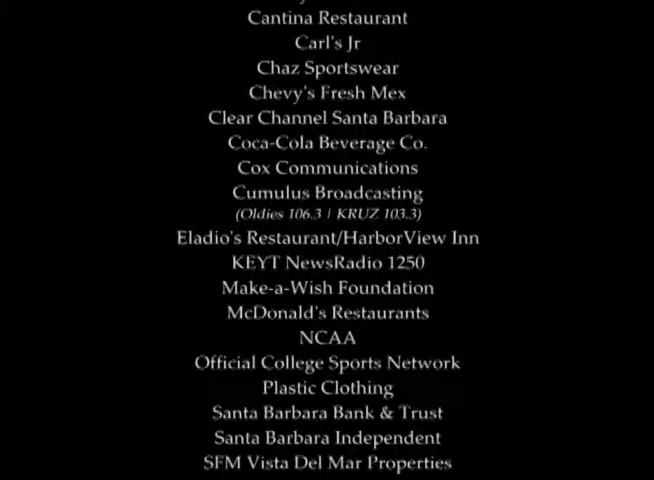 Cantina Restaurant
Carl's Jr
Chaz Sportswear
Chevy's Fresh Mex
Clear Channel Santa Barbara
Coca-Cola Beverage Co.
Cox Communications
Cumulus Broadcasting
(Oldies 106.3 | KRUZ 103.3)
Eladio's Restaurant/HarborView Inn
KEYT NewsRadio 1250
Make-a-Wish Foundation
McDonald's Restaurants
NCAA
Official College Sports Network
Plastic Clothing
Santa Barbara Bank & Trust
Santa Barbara Independent
SFM Vista Del Mar Properties